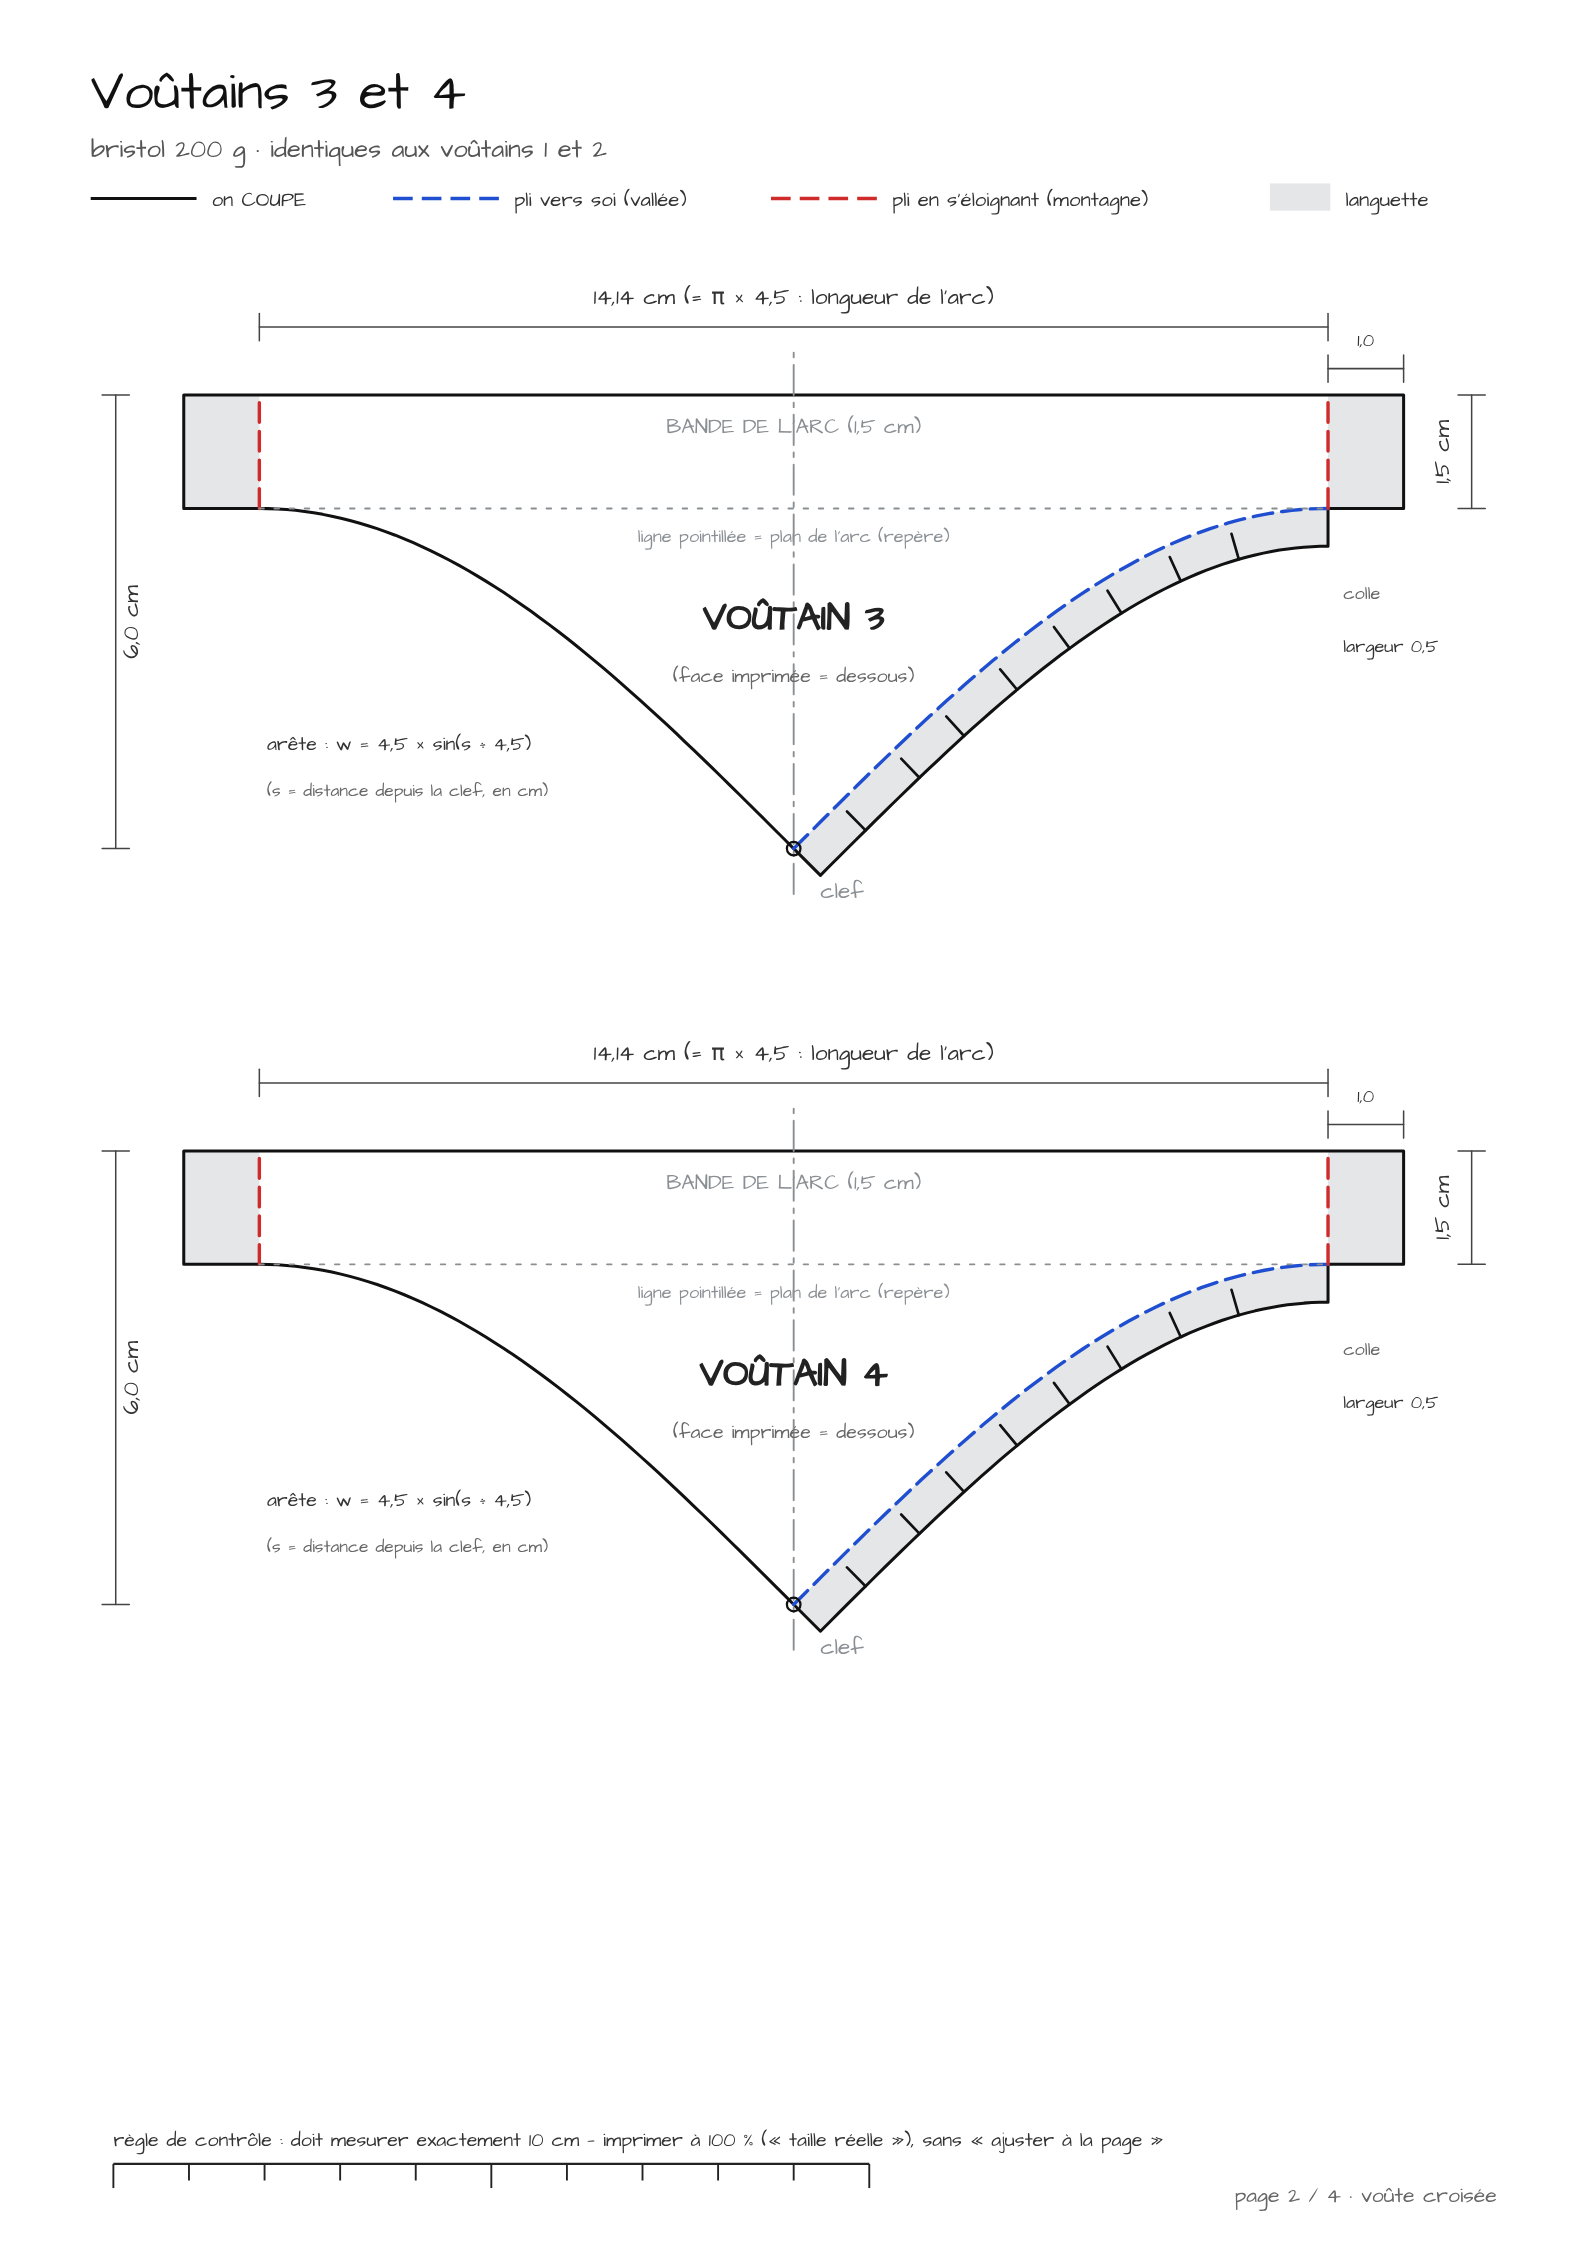 Voûtains 3 et 4
bristol 200 g · identiques aux voûtains 1 et 2
on COUPE
pli vers soi (vallée)
pli en s'éloignant (montagne)
languette
14,14 cm (= π × 4,5 : longueur de l'arc)
1,0
BANDE DE L'ARC (1,5 cm)
1,5 cm
ligne pointillée = plan de l'arc (repère)
6,0 cm
VOÛTAIN 3
colle
(face imprimée = dessous)
largeur 0,5
arête : w = 4,5 × sin(s ÷ 4,5)
(s = distance depuis la clef, en cm)
clef
14,14 cm (= π × 4,5 : longueur de l'arc)
1,0
BANDE DE L'ARC (1,5 cm)
1,5 cm
ligne pointillée = plan de l'arc (repère)
6,0 cm
VOÛTAIN 4
colle
(face imprimée = dessous)
largeur 0,5
arête : w = 4,5 × sin(s ÷ 4,5)
(s = distance depuis la clef, en cm)
clef
règle de contrôle : doit mesurer exactement 10 cm – imprimer à 100 % (« taille réelle »), sans « ajuster à la page »
page 2 / 4 · voûte croisée